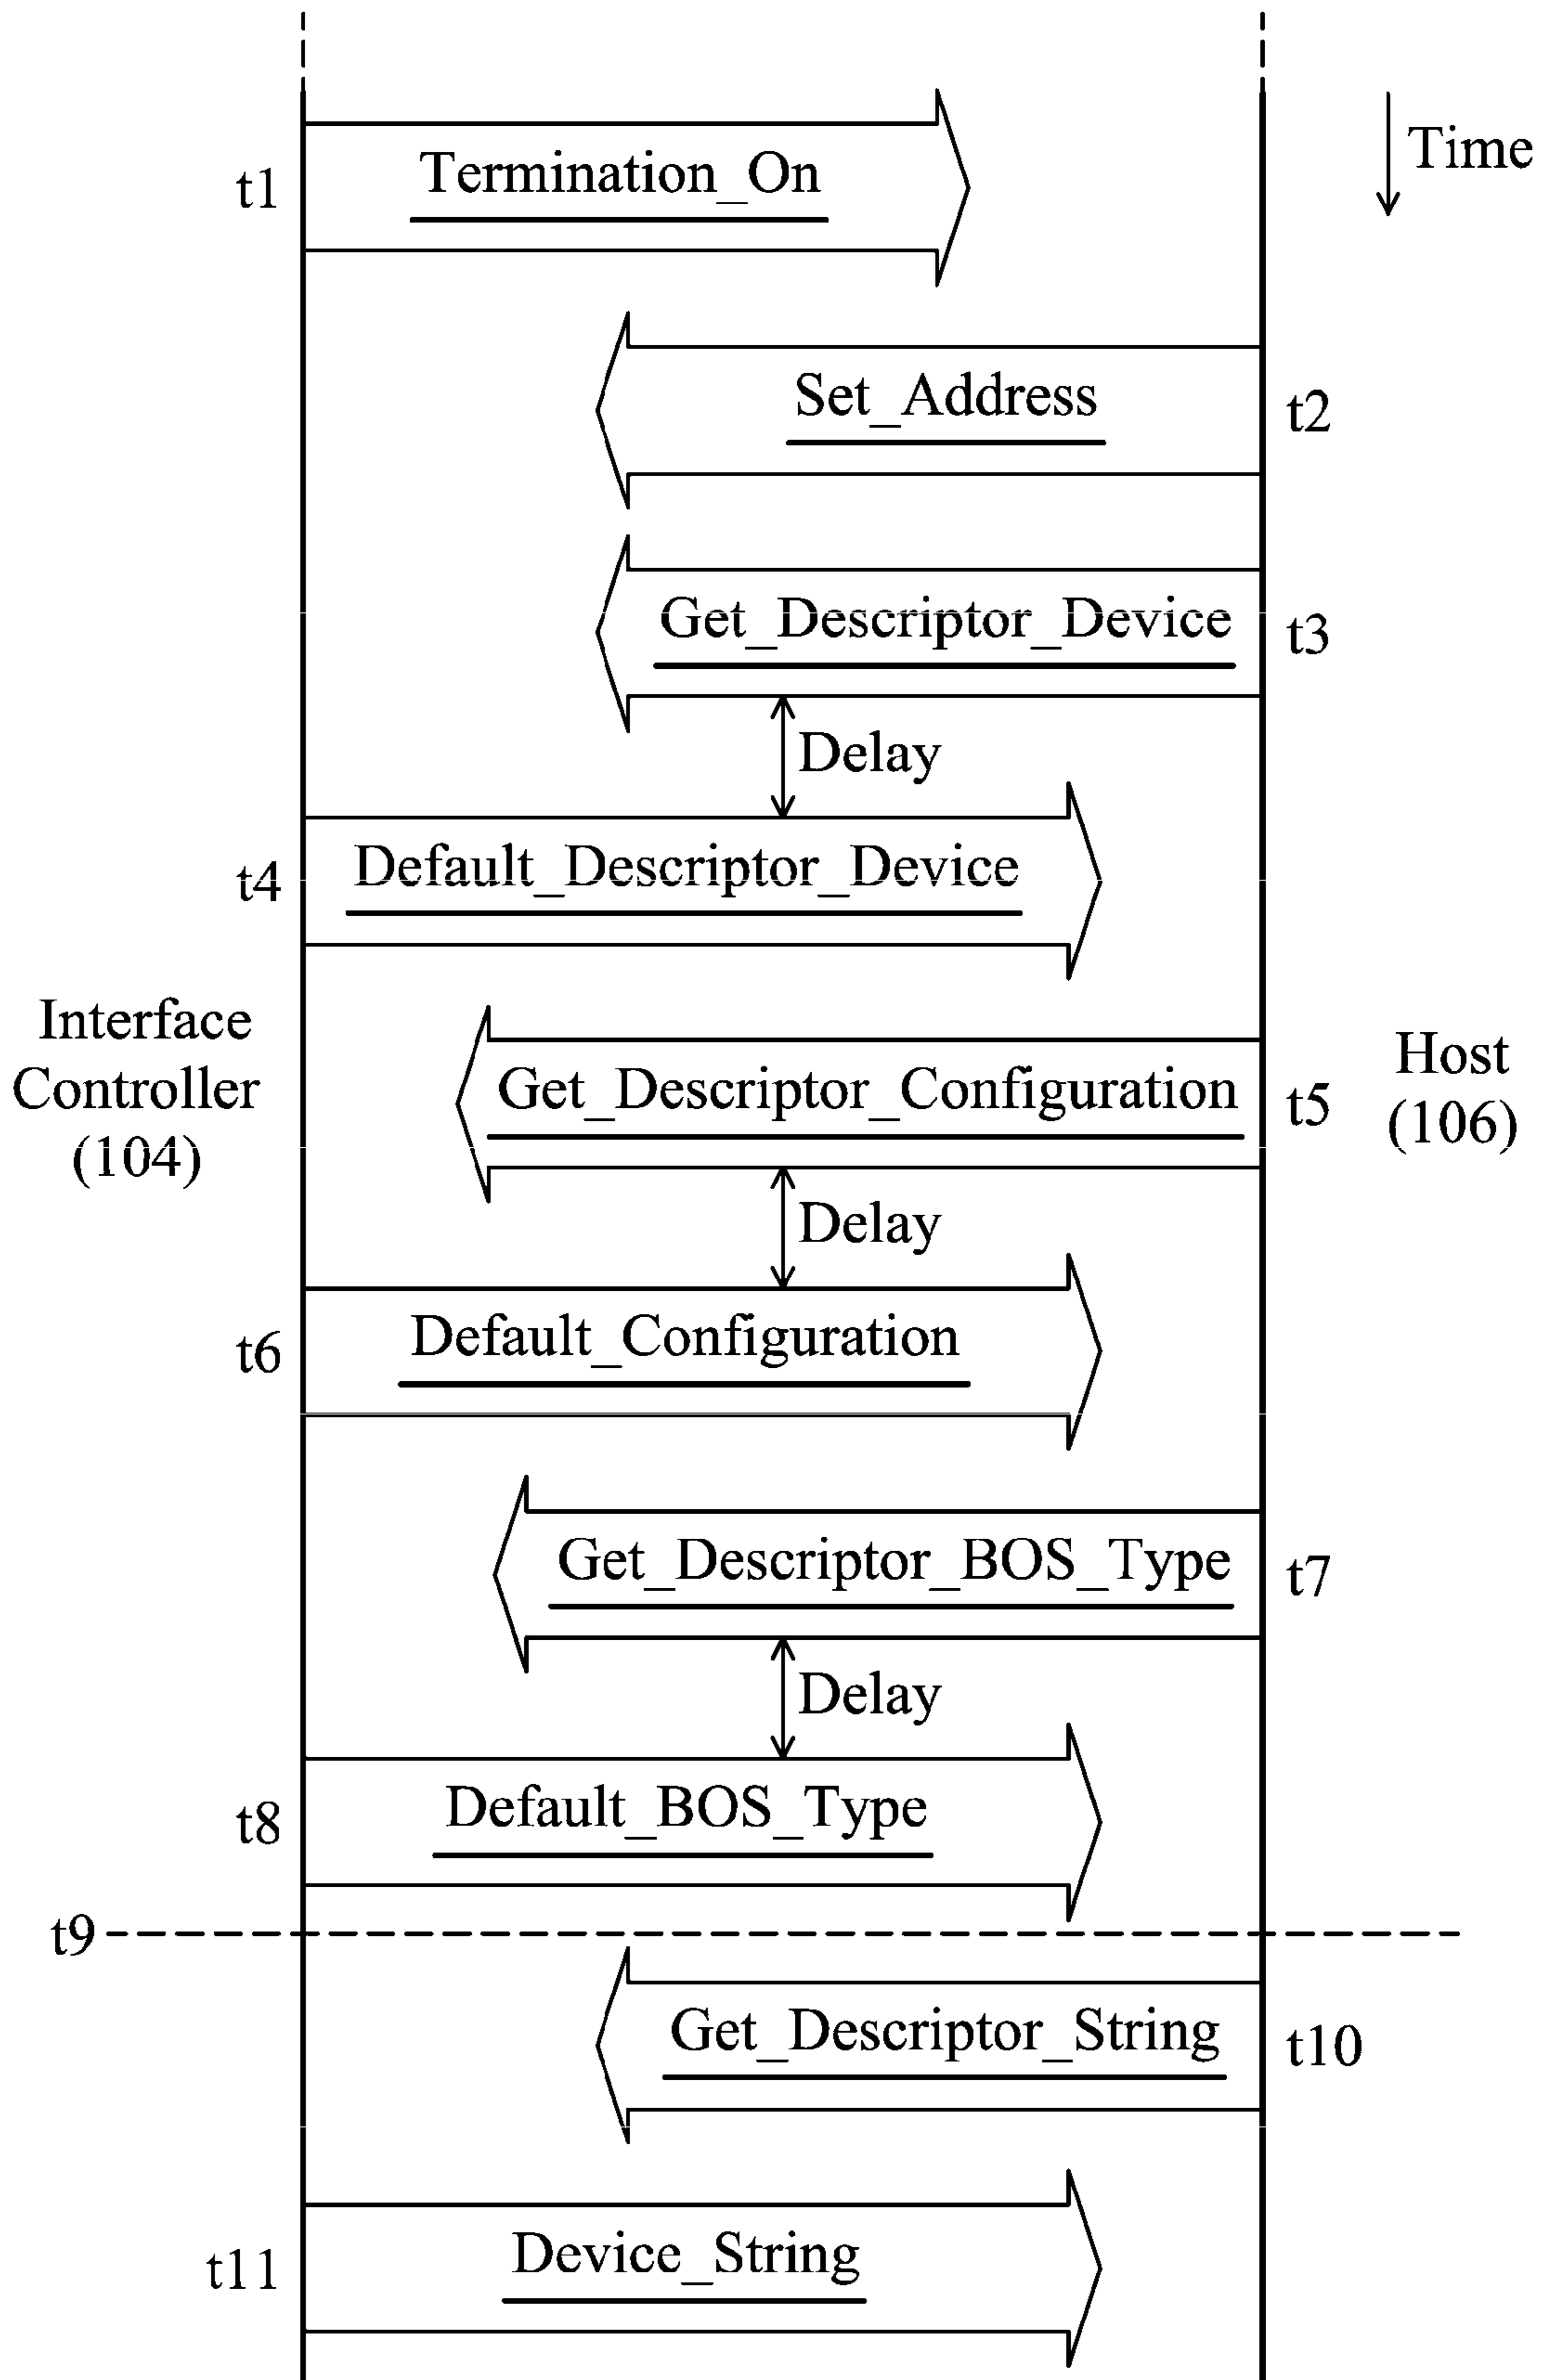 Time
t1
Termination_On
Set_Address
t2
Get_Descriptor_Device
t3
Delay
t4
Default_Descriptor_Device
Interface
Controller
(104)
Get_Descriptor_Configuration
t5
Host
(106)
Delay
t6
Default_Configuration
Get_Descriptor_BOS_Type
t7
Delay
t8
Default_BOS_Type
t9
Get_Descriptor_String
t10
t11
Device_String